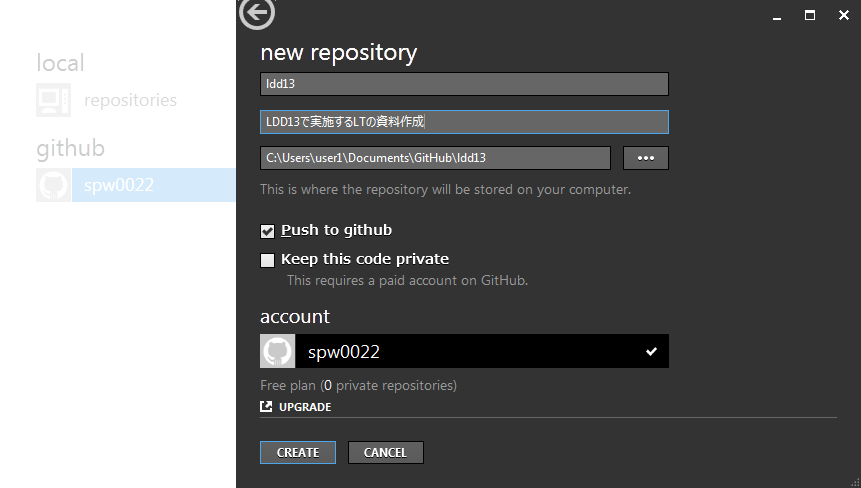 local
repositories
github
spw0022
new repository
ldd13
LDD13で実施するLTの資料作成
C:\Users\user1\Documents\GitHub\ldd13
•••
This is where the repository will be stored on your computer.
Push to github
Keep this code private
This requires a paid account on GitHub.
account
spw0022
Free plan (0 private repositories)
UPGRADE
CREATE CANCEL